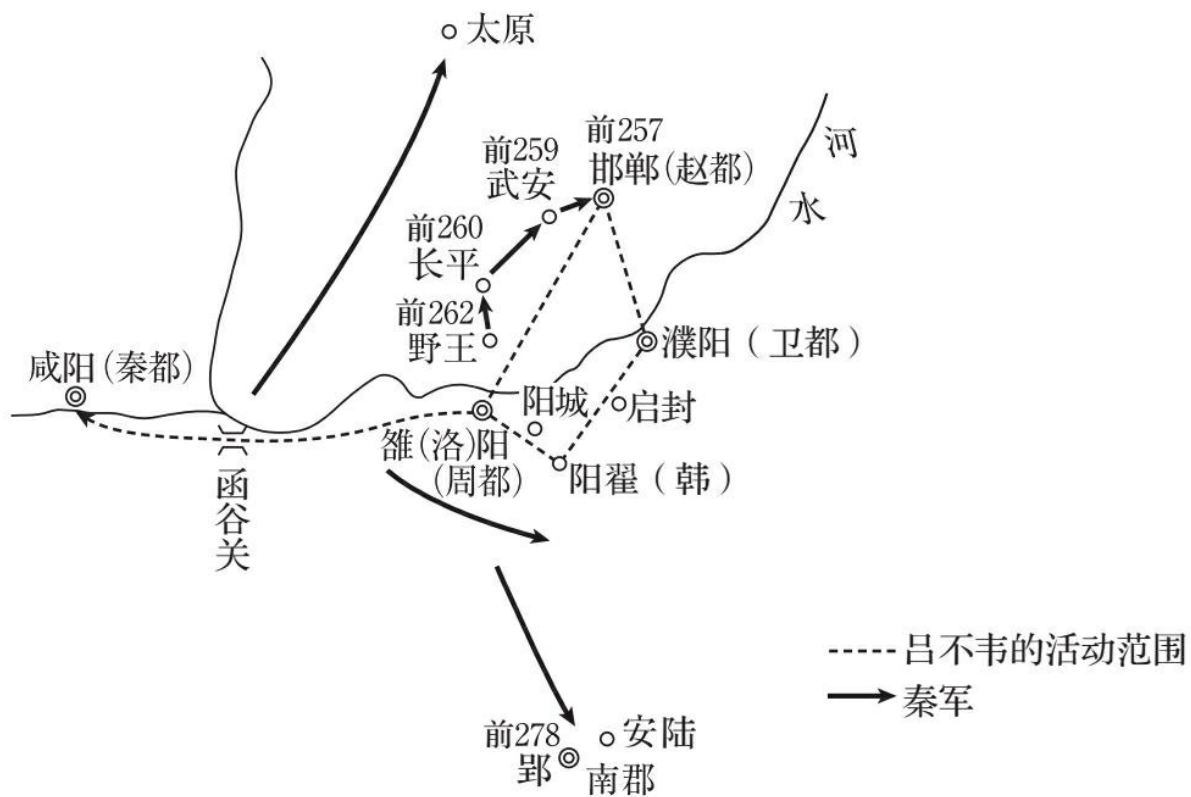 太原
前257
邯郸(赵都)
前259
武安
河水
前260
长平
前262
野王
濮阳（卫都）
咸阳(秦都)
阳城
启封
雒(洛)阳
(周都)
阳翟（韩）
函谷关
吕不韦的活动范围
秦军
前278
郢
安陆
南郡